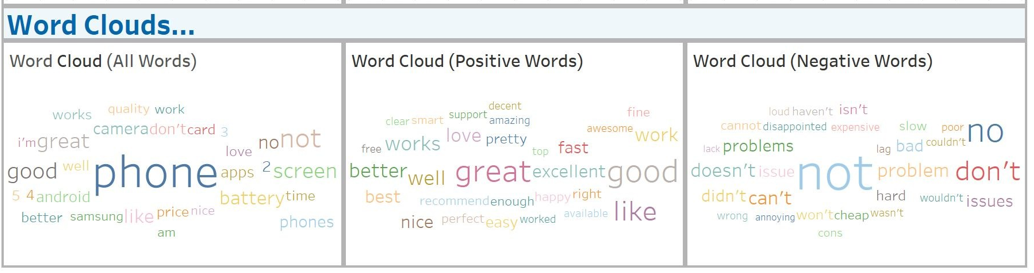 Word Clouds...
Word Cloud (All Words)
works quality work
camera don't card 3
i'm great no not
love
good well phone apps 2 screen
5 4 android battery time
better samsung like price nice phones
am
Word Cloud (Positive Words)
decent
clear smart support amazing fine
awesome
free works love pretty work
top fast
better well great excellent good
best recommend enough happy right
nice perfect easy worked available like
Word Cloud (Negative Words)
loud haven't isn't
cannot disappointed expensive slow poor no
lack problems lag bad couldn't
doesn't issue not problem don't
didn't can't hard wouldn't issues
wrong annoying won't cheap wasn't
cons